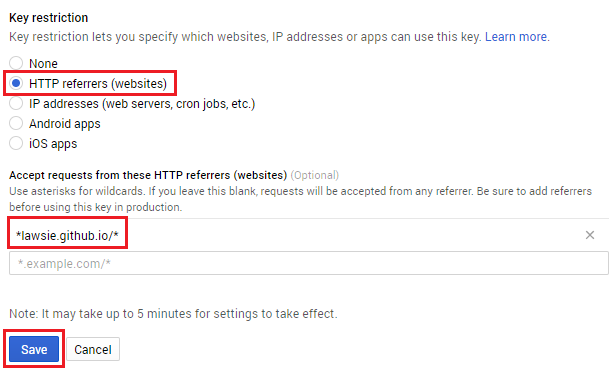 Key restriction
Key restriction lets you specify which websites, IP addresses or apps can use this key. Learn more.
None
HTTP referrers (websites)
IP addresses (web servers, cron jobs, etc.)
Android apps
iOS apps
Accept requests from these HTTP referrers (websites) (Optional)
Use asterisks for wildcards. If you leave this blank, requests will be accepted from any referrer. Be sure to add referrers
before using this key in production.
*lawsie.github.io/*
*.example.com/*
Note: It may take up to 5 minutes for settings to take effect.
Save Cancel